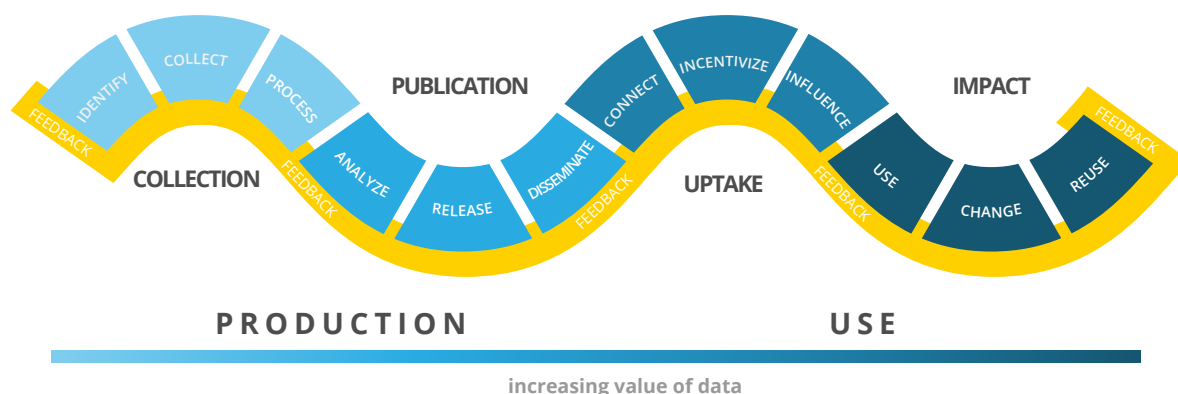 IDENTIFY
COLLECT
PROCESS
FEEDBACK
COLLECTION
PUBLICATION
ANALYZE
RELEASE
DISSEMINATE
FEEDBACK
FEEDBACK
CONNECT
INCENTIVIZE
INFLUENCE
UPTAKE
FEEDBACK
IMPACT
USE
CHANGE
REUSE
FEEDBACK
PRODUCTION
USE
increasing value of data